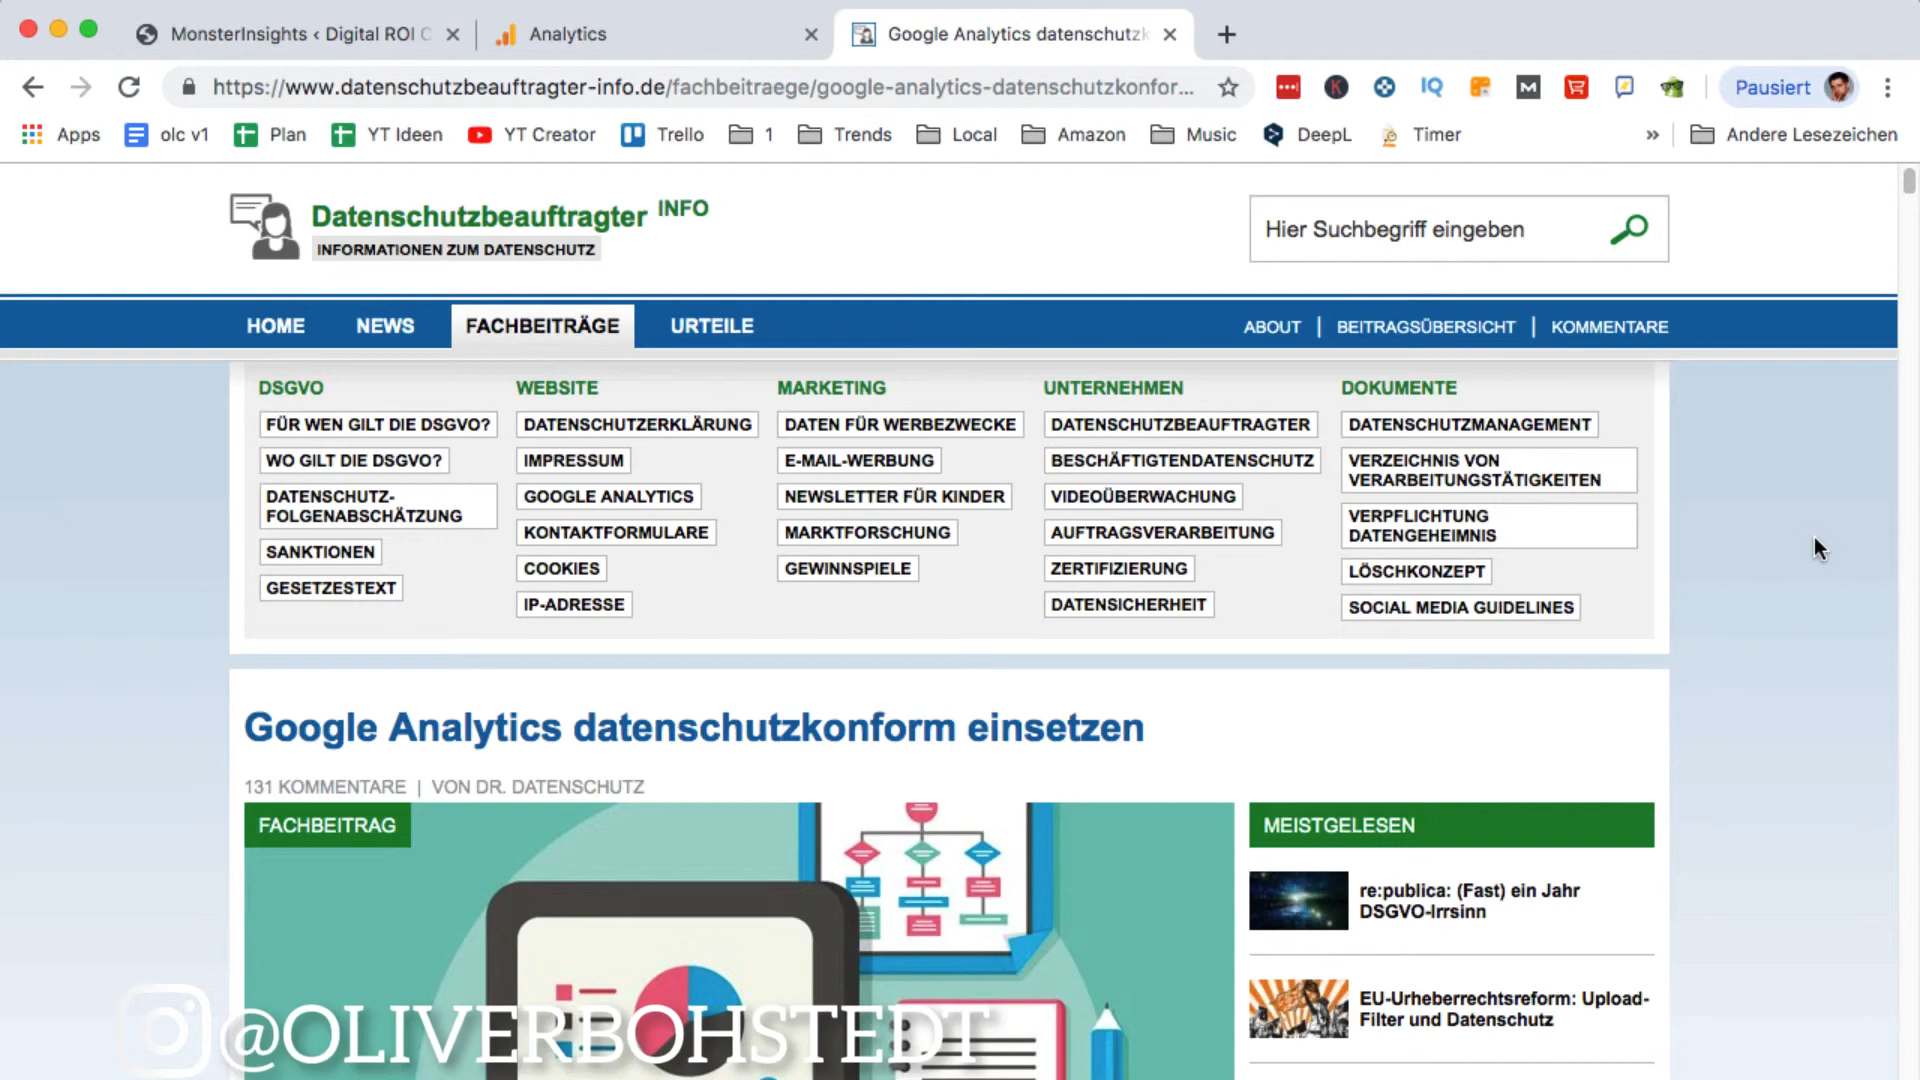 MonsterInsights ‹ Digital ROI
Analytics
Google Analytics datenschutzk
https://www.datenschutzbeauftragter-info.de/fachbeitraege/google-analytics-datenschutzkonfor...
IQ
Pausiert
Apps
olc v1
Plan
YT Ideen
YT Creator
Trello
1
Trends
Local
Amazon
Music
DeepL
Timer
»
Andere Lesezeichen
Datenschutzbeauftragter INFO
INFORMATIONEN ZUM DATENSCHUTZ
Hier Suchbegriff eingeben
HOME
NEWS
FACHBEITRÄGE
URTEILE
ABOUT | BEITRAGSÜBERSICHT | KOMMENTARE
DSGVO
FÜR WEN GILT DIE DSGVO?
WO GILT DIE DSGVO?
DATENSCHUTZ-
FOLGENABSCHÄTZUNG
SANKTIONEN
GESETZESTEXT
WEBSITE
DATENSCHUTZERKLÄRUNG
IMPRESSUM
GOOGLE ANALYTICS
KONTAKTFORMULARE
COOKIES
IP-ADRESSE
MARKETING
DATEN FÜR WERBEZWECKE
E-MAIL-WERBUNG
NEWSLETTER FÜR KINDER
MARKTFORSCHUNG
GEWINNSPIELE
UNTERNEHMEN
DATENSCHUTZBEAUFTRAGTER
BESCHÄFTIGTENDATENSCHUTZ
VIDEOÜBERWACHUNG
AUFTRAGSVERARBEITUNG
ZERTIFIZIERUNG
DATENSICHERHEIT
DOKUMENTE
DATENSCHUTZMANAGEMENT
VERZEICHNIS VON
VERARBEITUNGSTÄTIGKEITEN
VERPFLICHTUNG
DATENGEHEIMNIS
LÖSCHKONZEPT
SOCIAL MEDIA GUIDELINES
Google Analytics datenschutzkonform einsetzen
131 KOMMENTARE | VON DR. DATENSCHUTZ
FACHBEITRAG
MEISTGELESEN
re:publica: (Fast) ein Jahr
DSGVO-Irrsinn
EU-Urheberrechtsreform: Upload-
Filter und Datenschutz
@OLIVERBOHSTEDT